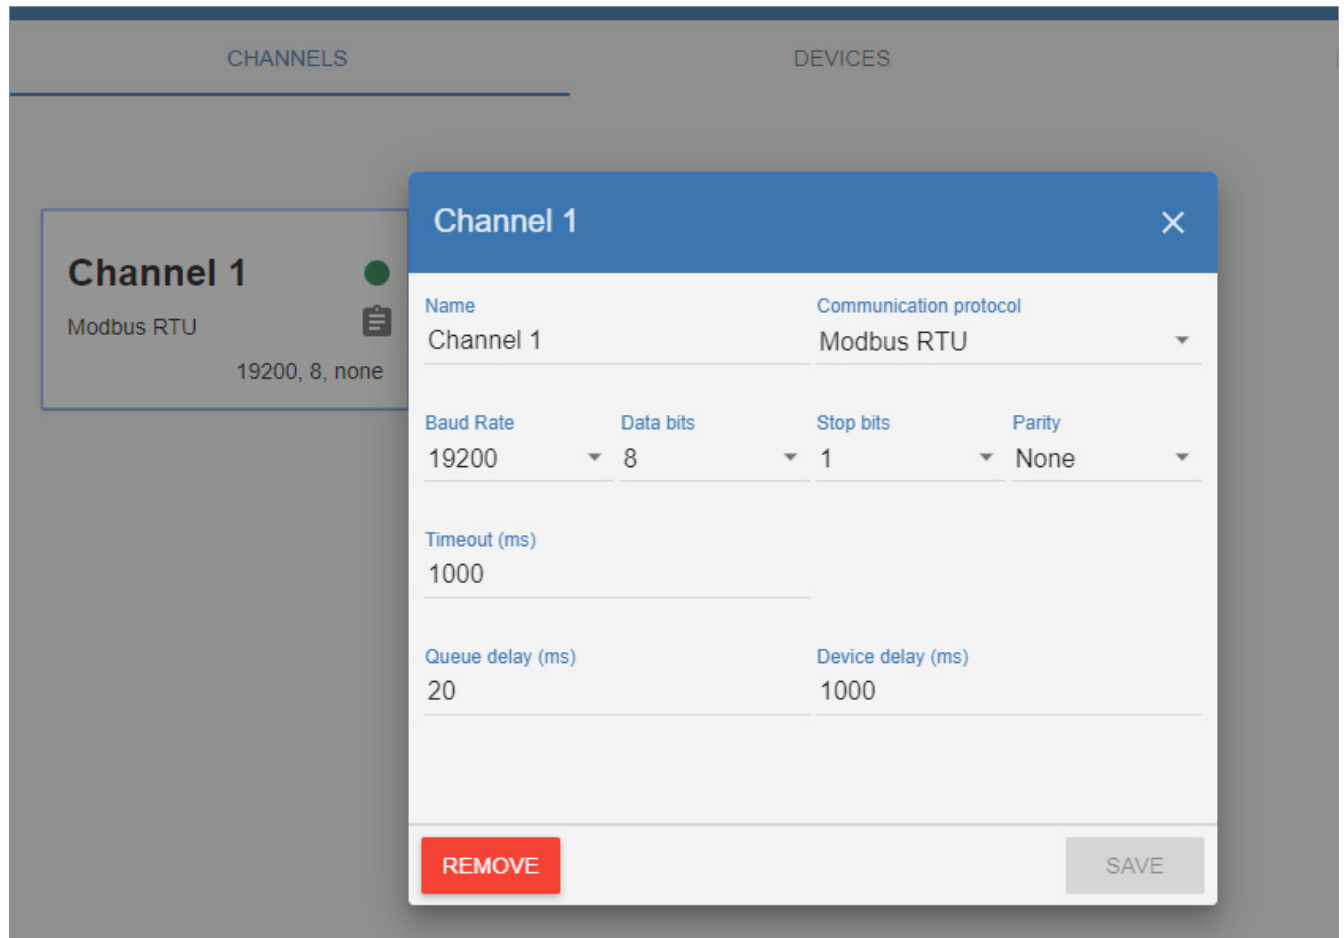 CHANNELS DEVICES
Channel 1
Modbus RTU
19200, 8, none
Channel 1
Name Communication protocol
Channel 1 Modbus RTU
Baud Rate Data bits Stop bits Parity
19200 8 1 None
Timeout (ms)
1000
Queue delay (ms) Device delay (ms)
20 1000
REMOVE SAVE